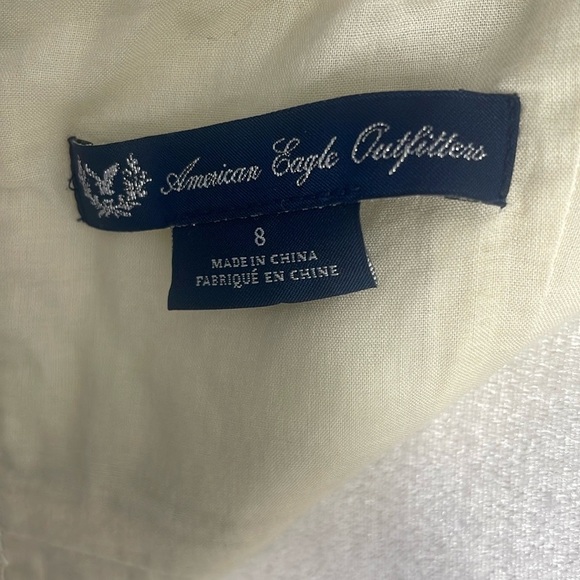 American Eagle Outfitters
8
MADE IN CHINA
FABRIQUÉ EN CHINE